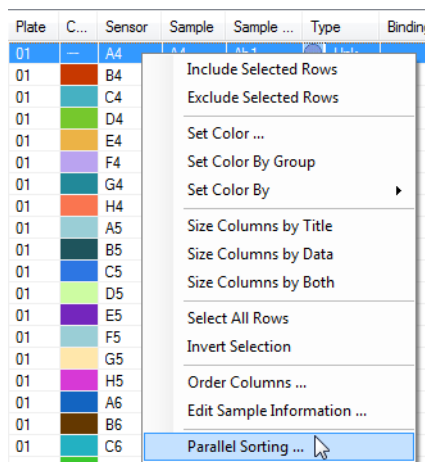 Plate C... Sensor Sample Sample ... Type Binding
01 A4 A4 Ab1
01 B4 Include Selected Rows
01 C4 Exclude Selected Rows
01 D4
01 E4 Set Color ...
01 F4 Set Color By Group
01 G4 Set Color By
01 H4
01 A5 Size Columns by Title
01 B5 Size Columns by Data
01 C5 Size Columns by Both
01 D5
01 E5 Select All Rows
01 F5 Invert Selection
01 G5
01 H5 Order Columns ...
01 A6 Edit Sample Information ...
01 B6
01 C6 Parallel Sorting ...